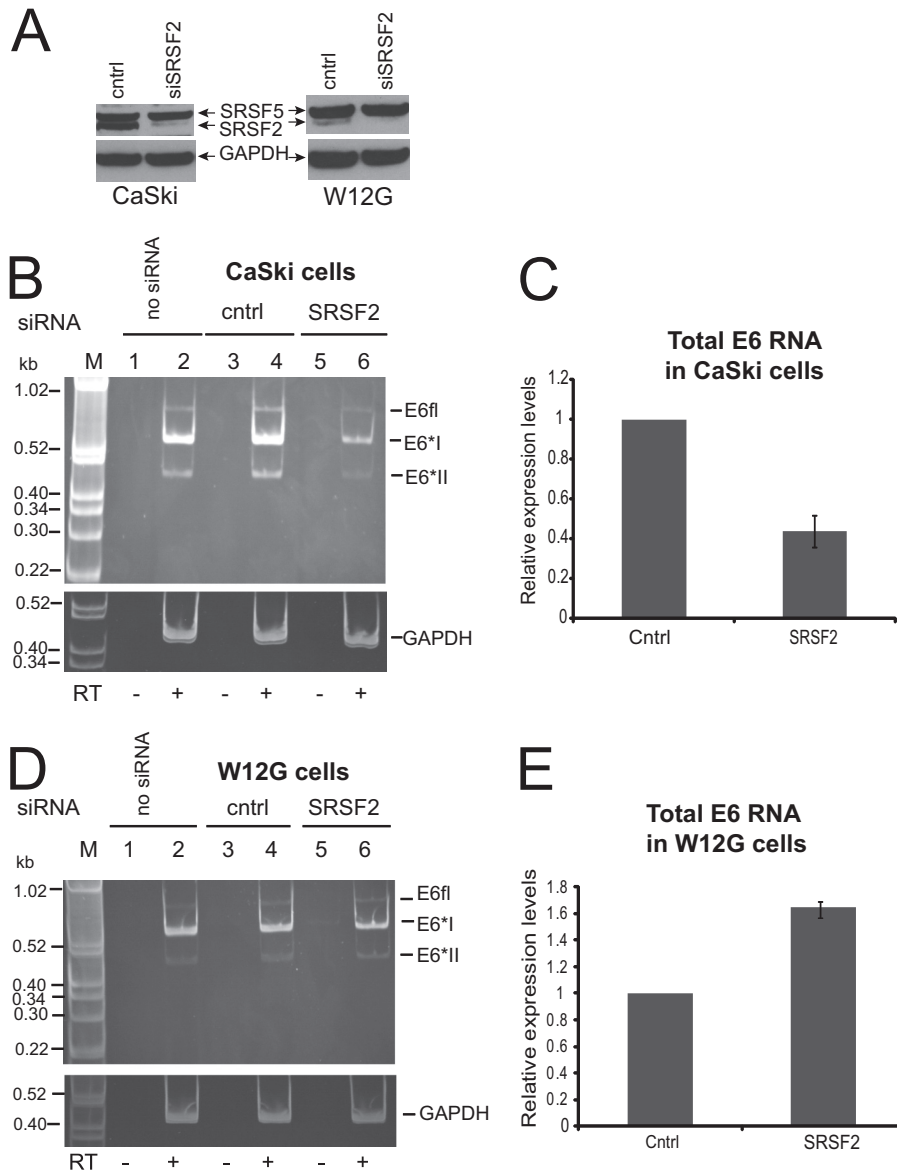 A
cntrl
siSRSF2
cntrl
siSRSF2
SRSF5
SRSF2
GAPDH
CaSki
W12G
B
siRNA
no siRNA
CaSki cells
cntrl
SRSF2
kb
M
1 2 3 4 5 6
1.02
0.52
0.40
0.34
0.30
0.22
E6fl
E6*I
E6*II
0.52
0.40
0.34
GAPDH
RT - + - + - +
C
Total E6 RNA
in CaSki cells
Relative expression levels
1.2
1
0.8
0.6
0.4
0.2
0
Cntrl
SRSF2
D
siRNA
no siRNA
W12G cells
cntrl
SRSF2
kb
M
1 2 3 4 5 6
1.02
0.52
0.40
0.34
0.30
0.22
E6fl
E6*I
E6*II
0.52
0.40
GAPDH
RT - + - + - +
E
Total E6 RNA
in W12G cells
Relative expression levels
1.8
1.6
1.4
1.2
1
0.8
0.6
0.4
0.2
0
Cntrl
SRSF2